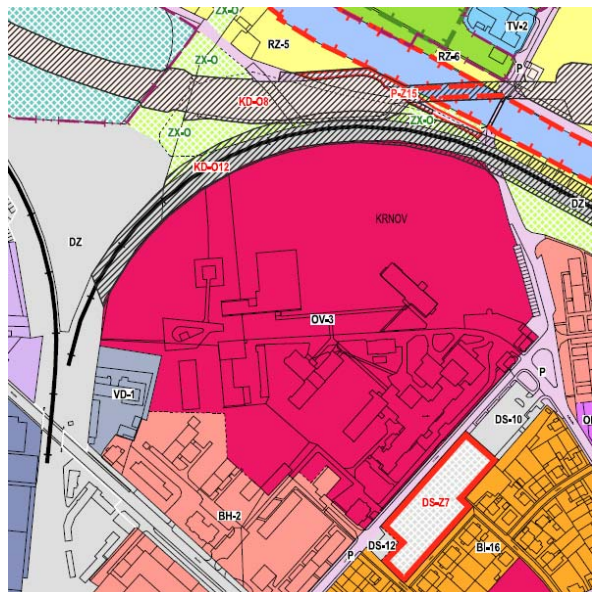 TV-2
RZ-5
RZ-6
ZX-O
P
KD-O8
P-Z15
ZX-O
ZX-O
KD-O12
DZ
KRNOV
DZ
OV-3
P
VD-1
DS-10
DS-Z7
BH-2
DS-12
BI-16
P